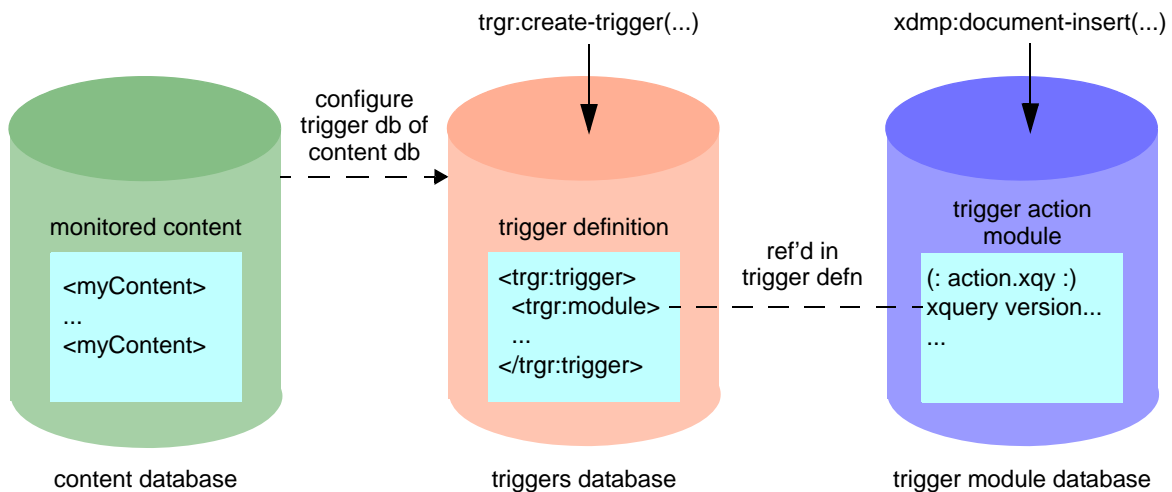 trgr:create-trigger(...)
xdmp:document-insert(...)
configure
trigger db of
content db
monitored content
<myContent>
...
<myContent>
trigger definition
<trgr:trigger>
<trgr:module>
...
</trgr:trigger>
ref'd in
trigger defn
trigger action
module
(: action.xqy :)
xquery version...
...
content database
triggers database
trigger module database